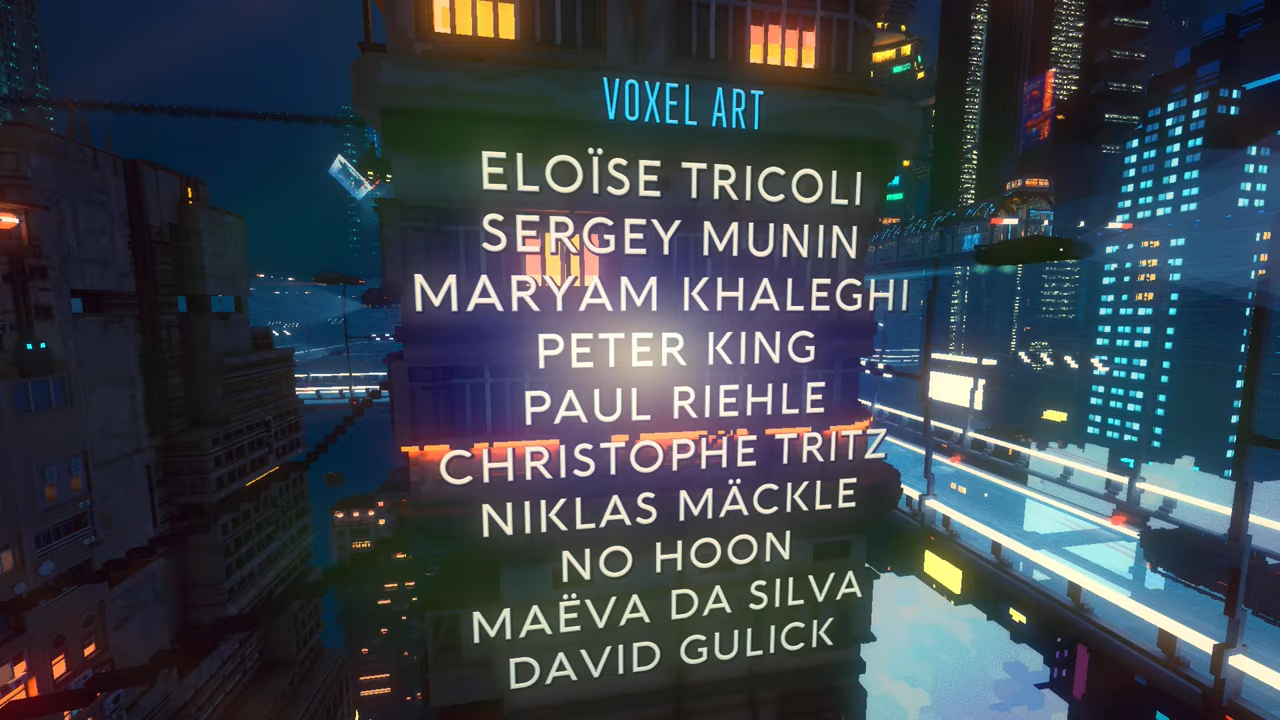 VOXEL ART
ELOÏSE TRICOLI
SERGEY MUNIN
MARYAM KHALEGHI
PETER KING
PAUL RIEHLE
CHRISTOPHE TRITZ
NIKLAS MÄCKLE
NO HOON
MAËVA DA SILVA
DAVID GULICK